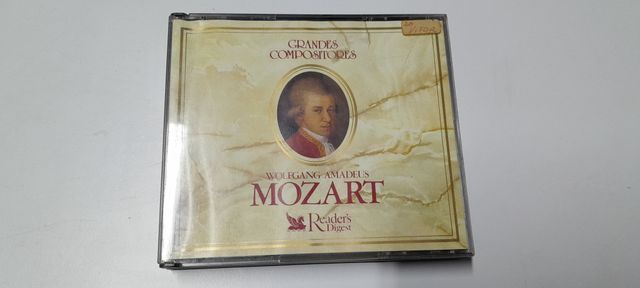 GRANDES
COMPOSITORES
WOLFGANG AMADEUS
MOZART
Reader's
Digest